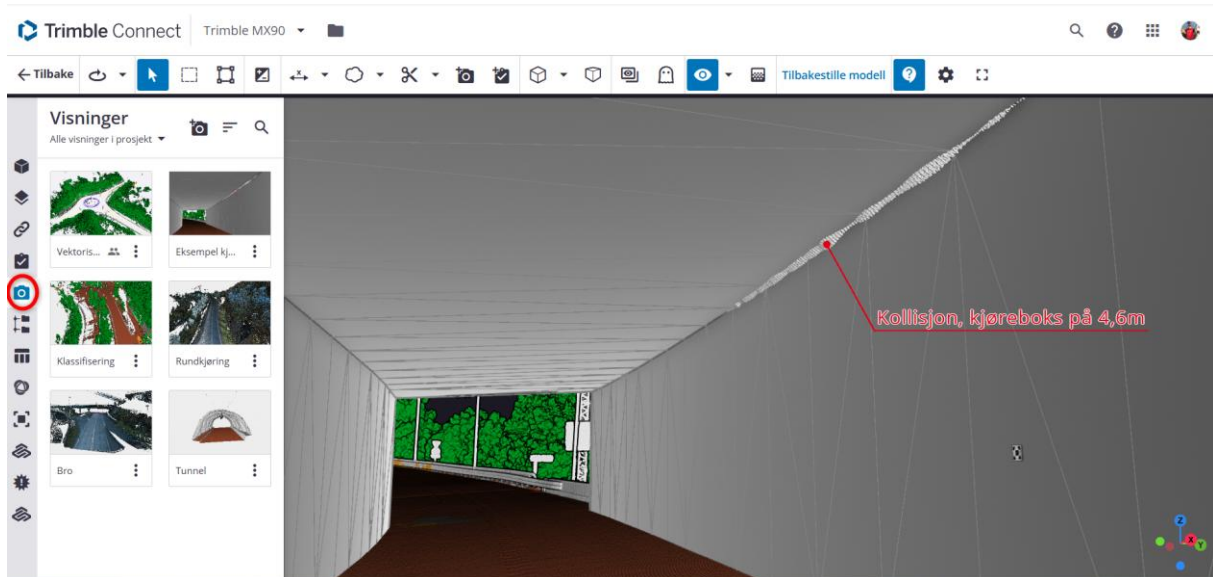 Trimble Connect
Trimble MX90
Tilbake
Tilbakestille modell
Visninger
Alle visninger i prosjekt
Vektoris...
Eksempel kj...
Klassifisering
Rundkjøring
Bro
Tunnel
Kollisjon, kjøreboks på 4,6m
Z
X
Y